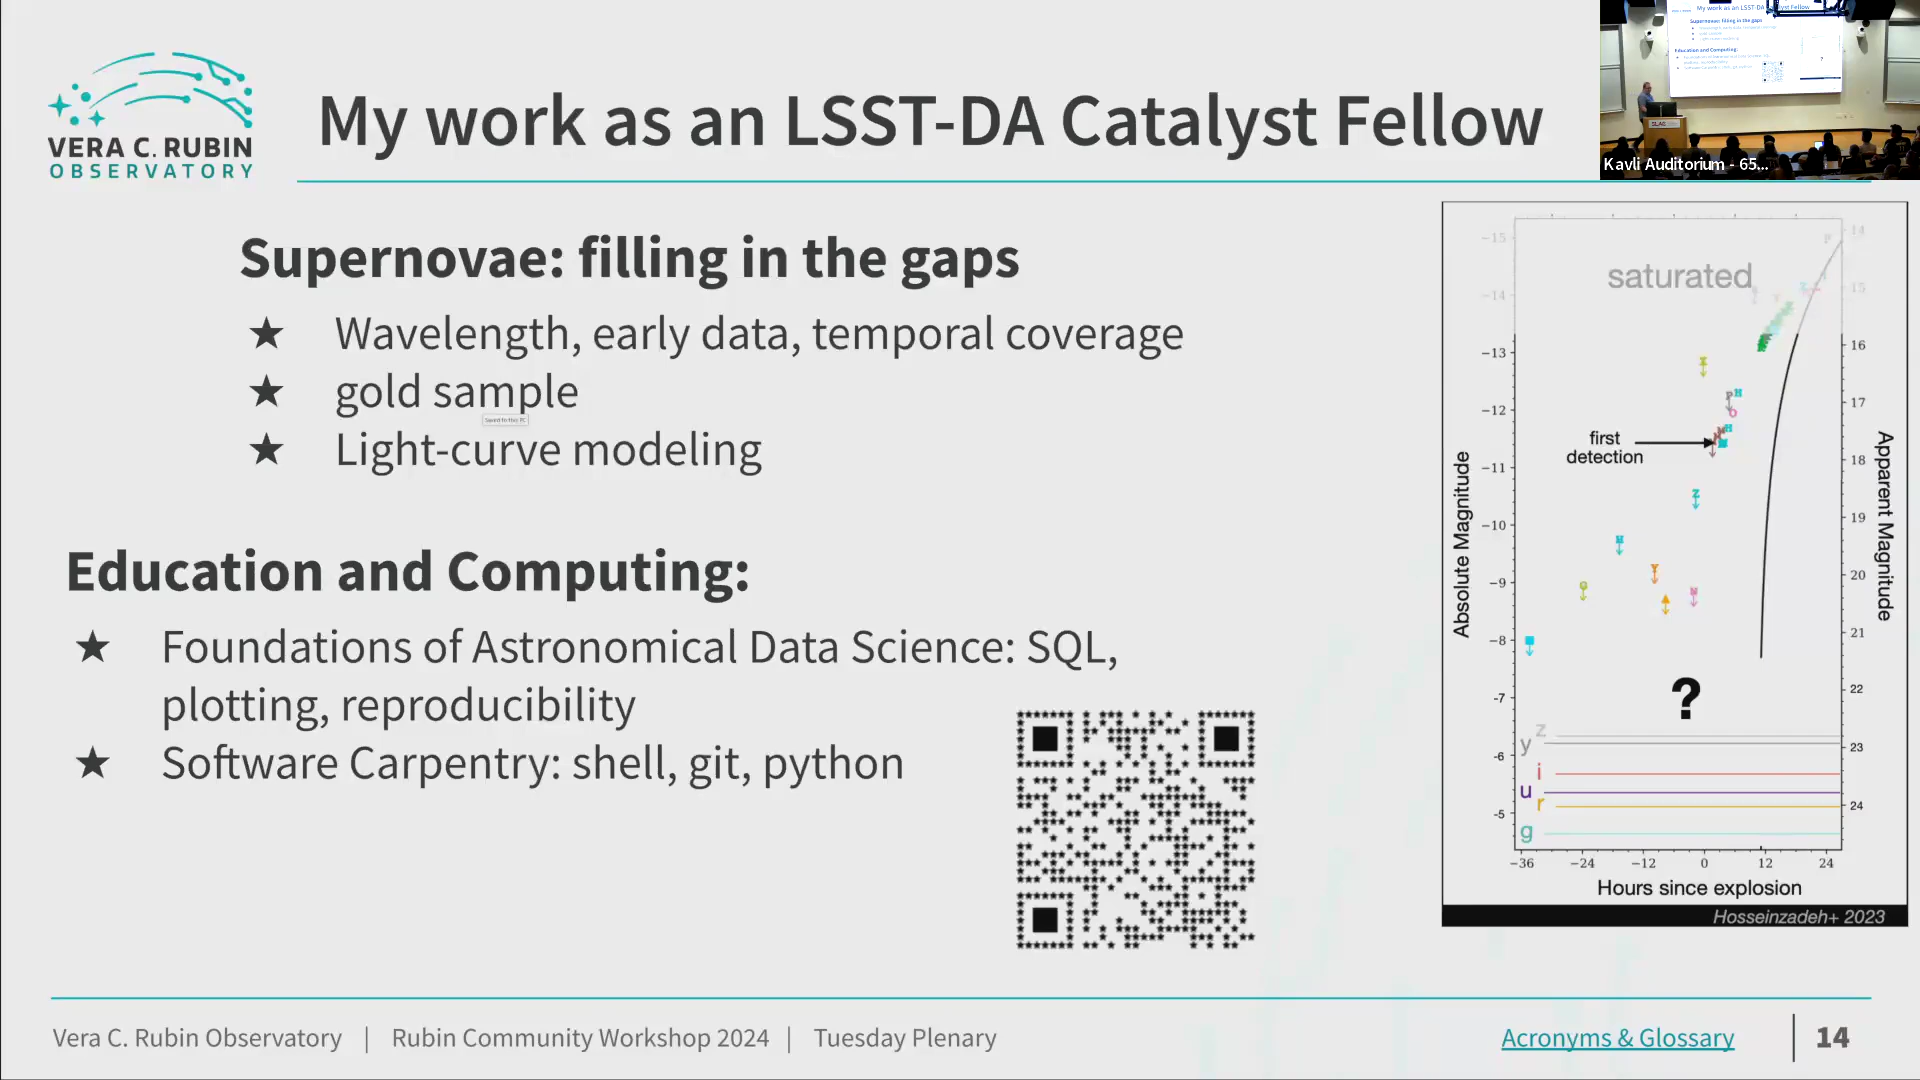 VERA C. RUBIN
OBSERVATORY
My work as an LSST-DA Catalyst Fellow
Kavli Auditorium - 65...
Supernovae: filling in the gaps
★ Wavelength, early data, temporal coverage
★ gold sample
★ Light-curve modeling
Education and Computing:
★ Foundations of Astronomical Data Science: SQL,
plotting, reproducibility
★ Software Carpentry: shell, git, python
saturated
first
detection
?
Absolute Magnitude
−15
−14
−13
−12
−11
−10
−9
−8
-7
-6
-5
Apparent Magnitude
14
15
16
17
18
19
20
21
22
23
24
z
y
i
u
r
g
−36 −24 −12 0 12 24
Hours since explosion
Hosseinzadeh+ 2023
Vera C. Rubin Observatory | Rubin Community Workshop 2024 | Tuesday Plenary
Acronyms & Glossary
14